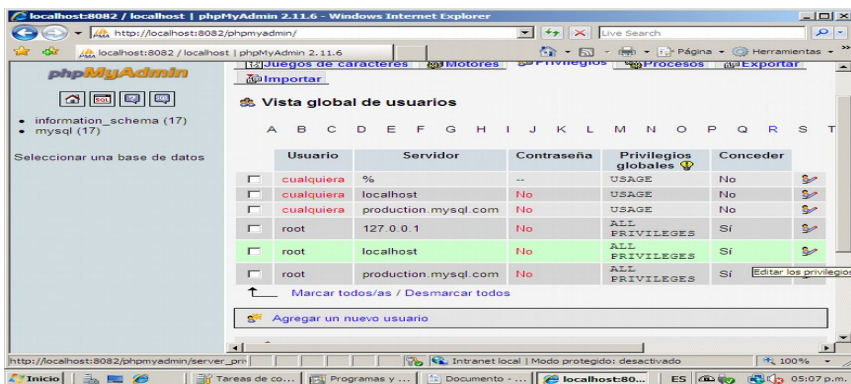 localhost:8082 / localhost | phpMyAdmin 2.11.6 - Windows Internet Explorer
http://localhost:8082/phpmyadmin/
Live Search
localhost:8082 / localhost | phpMyAdmin 2.11.6
Página
Herramientas
phpMyAdmin
Juegos de caracteres Motores Privilegios Procesos Exportar
Importar
SQL
information_schema (17)
mysql (17)
Seleccionar una base de datos
Vista global de usuarios
A B C D E F G H I J K L M N O P Q R S T
Usuario Servidor Contraseña Privilegios globales Conceder
cualquiera % -- USAGE No
cualquiera localhost No USAGE No
cualquiera production.mysql.com No USAGE No
root 127.0.0.1 No ALL PRIVILEGES Sí
root localhost No ALL PRIVILEGES Sí
root production.mysql.com No ALL PRIVILEGES Sí
Editar los privilegios
Marcar todos/as / Desmarcar todos
Agregar un nuevo usuario
http://localhost:8082/phpmyadmin/server_priv
Intranet local | Modo protegido: desactivado
100%
Inicio
Tareas de co...
Programas y ...
Documento - ...
localhost:80...
ES
05:07 p.m.